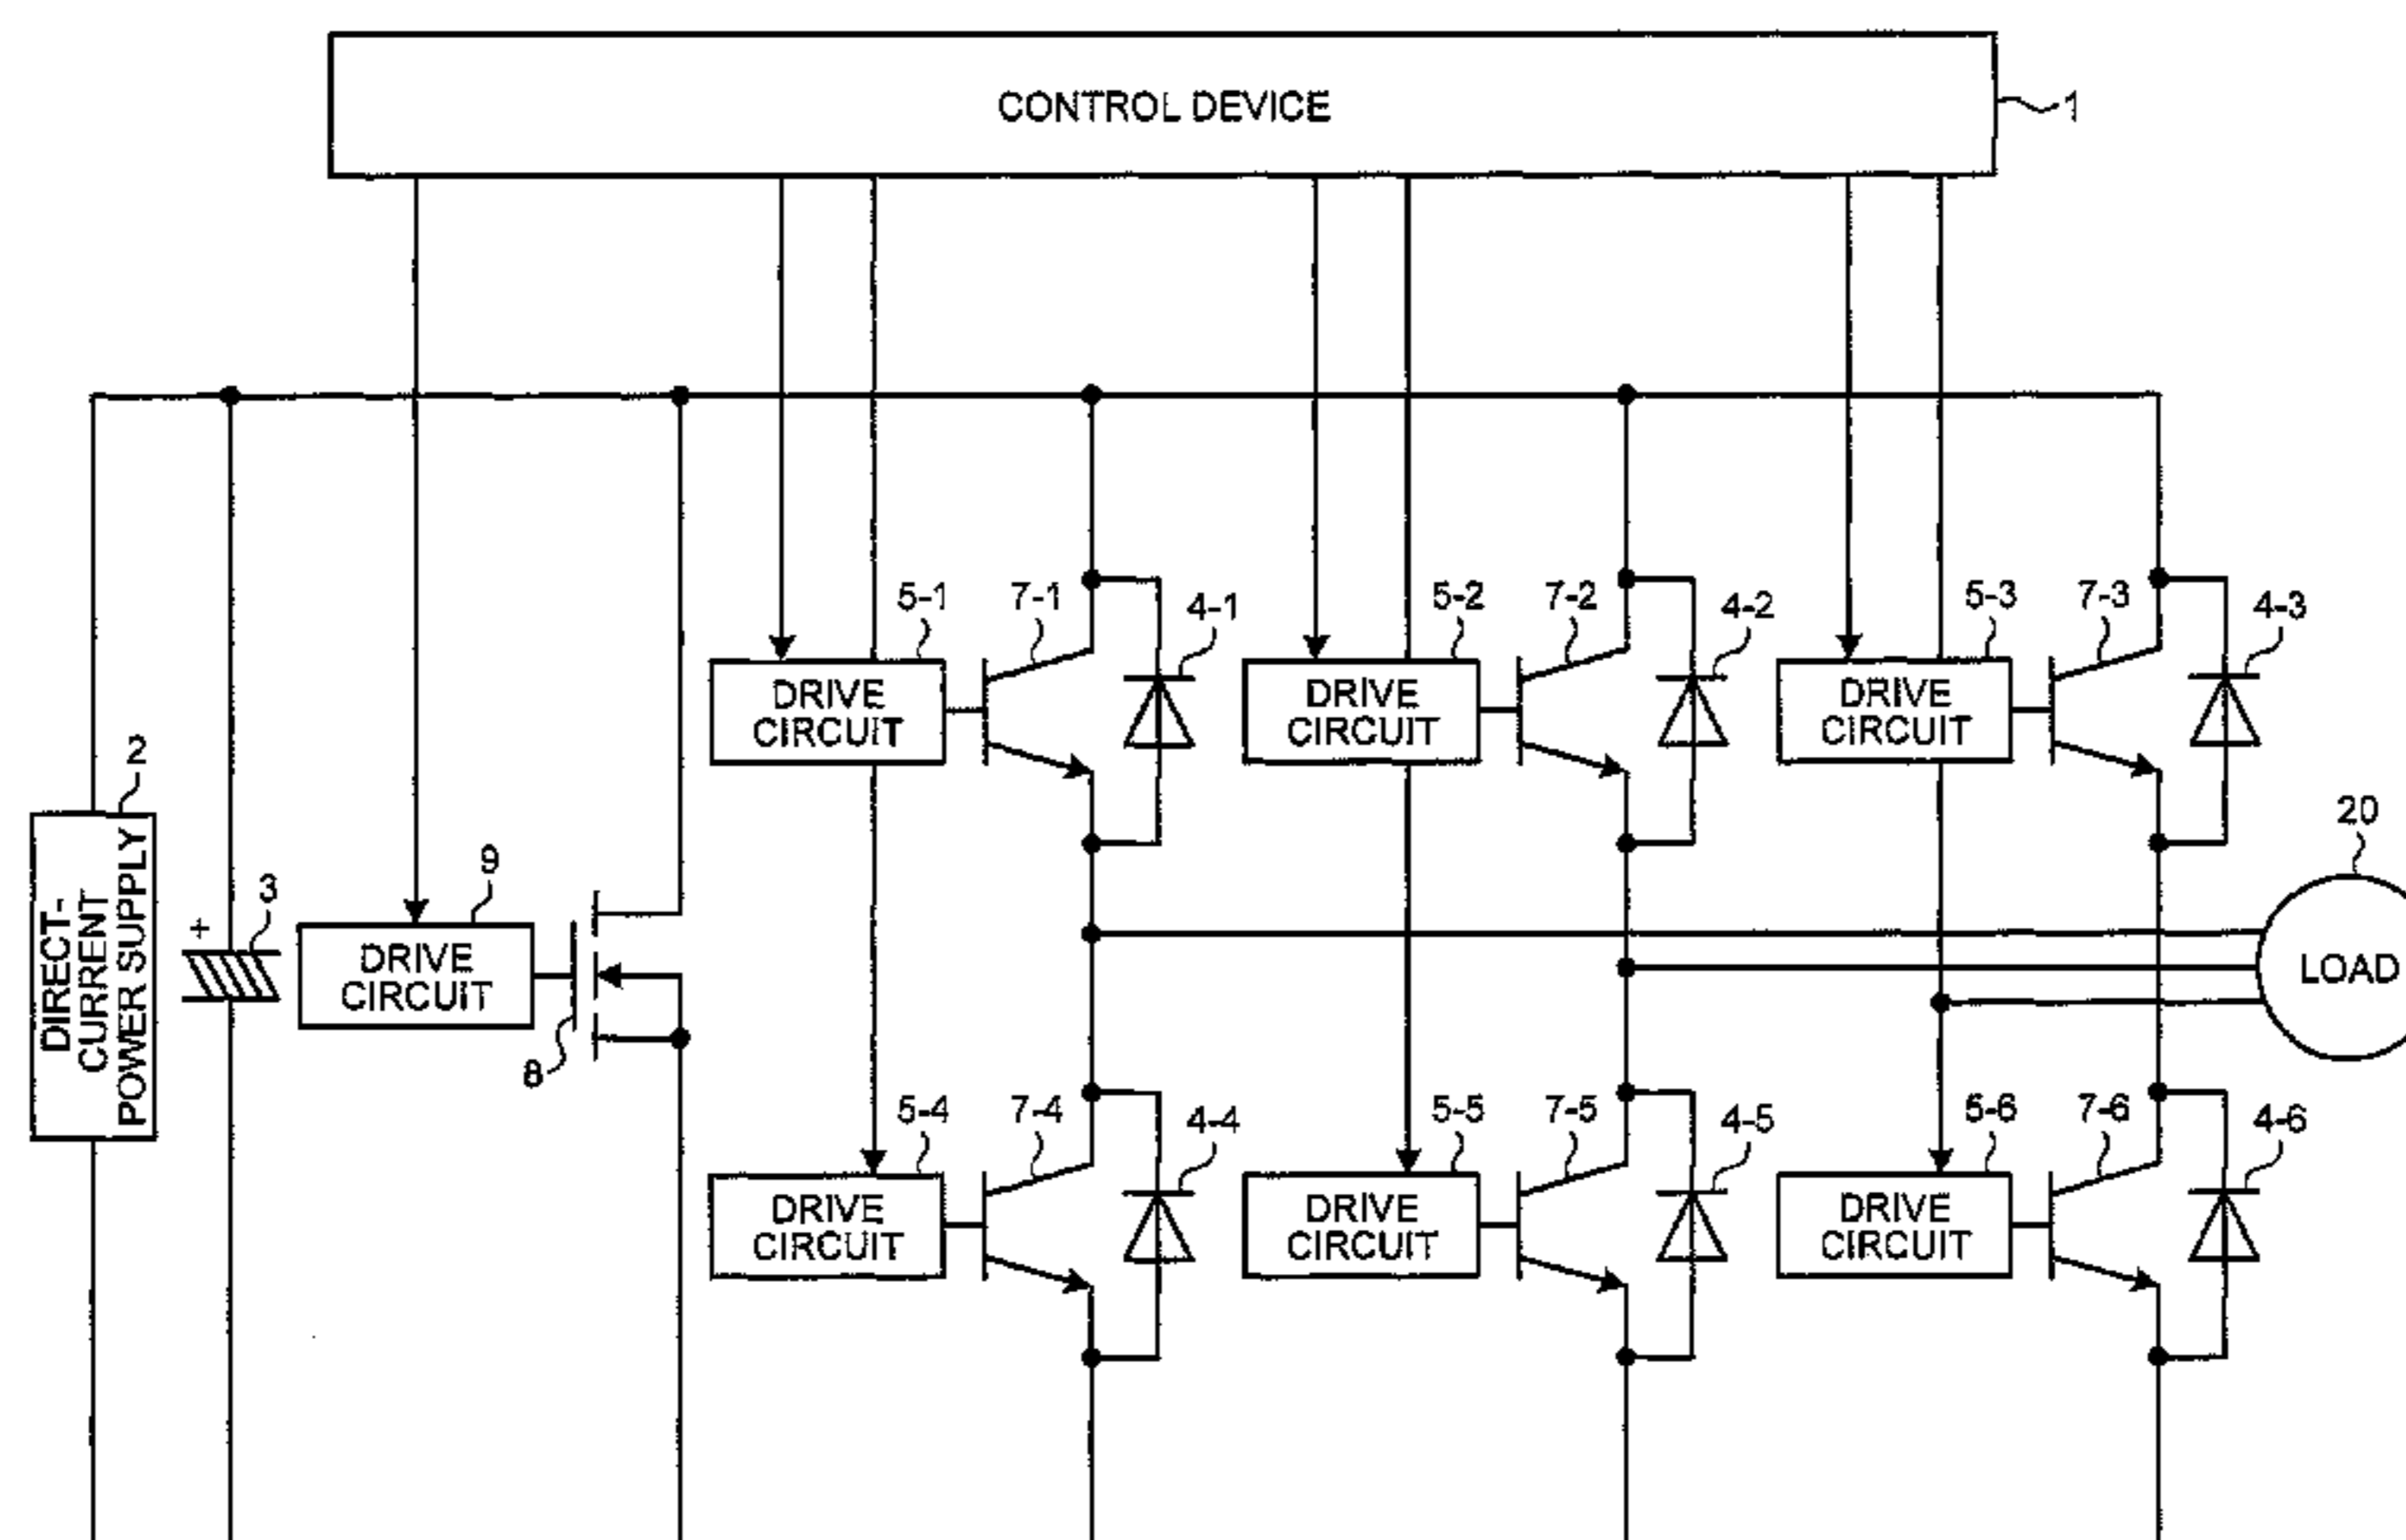 CONTROL DEVICE
1
5-1
7-1
4-1
5-2
7-2
4-2
5-3
7-3
4-3
DRIVE
CIRCUIT
DRIVE
CIRCUIT
DRIVE
CIRCUIT
2
DIRECT-
CURRENT
POWER SUPPLY
+
3
9
DRIVE
CIRCUIT
8
20
LOAD
5-4
7-4
4-4
5-5
7-5
4-5
5-6
7-6
4-6
DRIVE
CIRCUIT
DRIVE
CIRCUIT
DRIVE
CIRCUIT